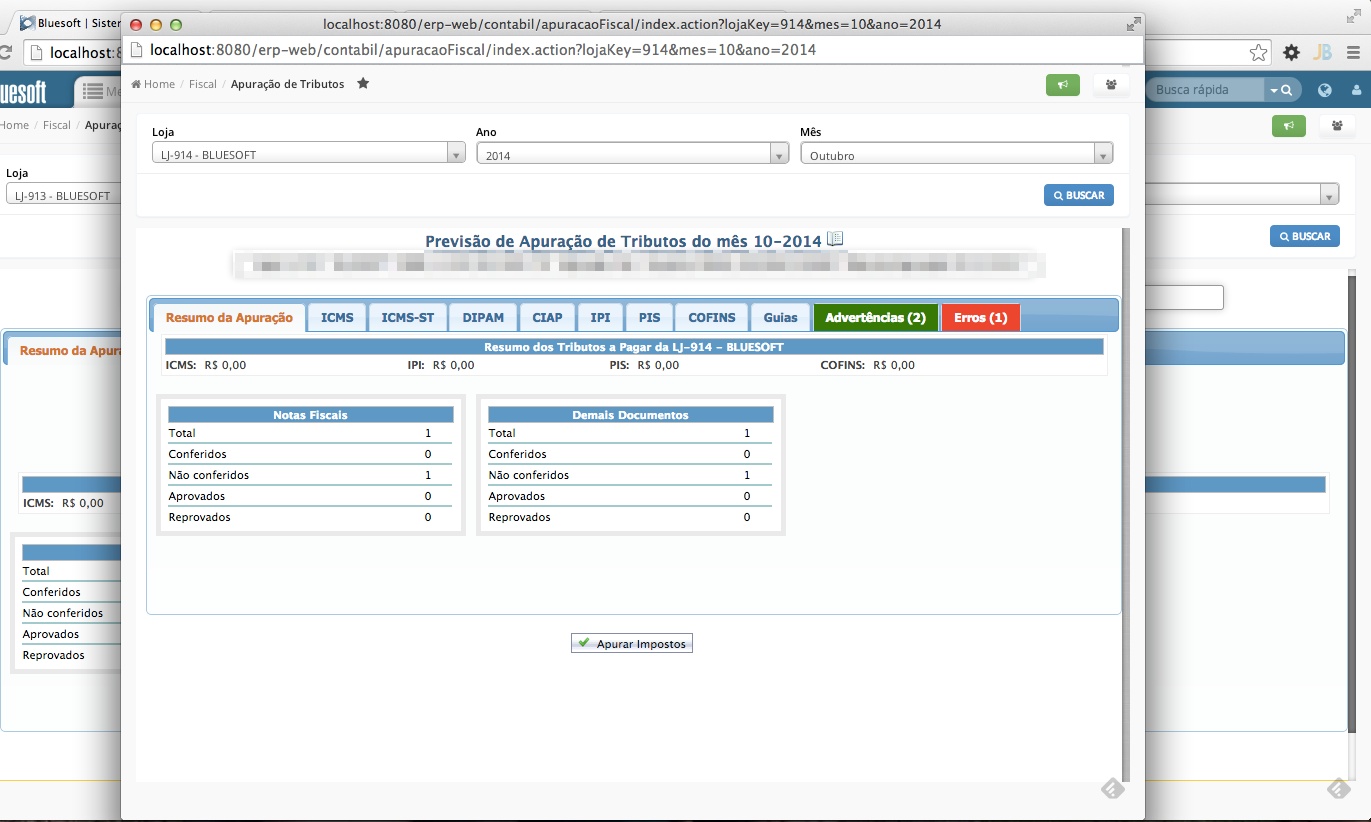 localhost:8080/erp-web/contabil/apuracaoFiscal/index.action?lojaKey=914&mes=10&ano=2014
localhost:8080/erp-web/contabil/apuracaoFiscal/index.action?lojaKey=914&mes=10&ano=2014
Home / Fiscal / Apuração de Tributos
Loja
Ano
Mês
LJ-914 - BLUESOFT
2014
Outubro
BUSCAR
Previsão de Apuração de Tributos do mês 10-2014
Resumo da Apuração
ICMS
ICMS-ST
DIPAM
CIAP
IPI
PIS
COFINS
Guias
Advertências (2)
Erros (1)
Resumo dos Tributos a Pagar da LJ-914 - BLUESOFT
ICMS: R$ 0,00 IPI: R$ 0,00 PIS: R$ 0,00 COFINS: R$ 0,00
Notas Fiscais
Total 1
Conferidos 0
Não conferidos 1
Aprovados 0
Reprovados 0
Demais Documentos
Total 1
Conferidos 0
Não conferidos 1
Aprovados 0
Reprovados 0
Apurar Impostos
Bluesoft | Sister
localhost:8
uesoft
Me
Busca rápida
JB
Home / Fiscal / Apuraç
Loja
LJ-913 - BLUESOFT
BUSCAR
Resumo da Apura
ICMS: R$ 0,00
Total
Conferidos
Não conferidos
Aprovados
Reprovados